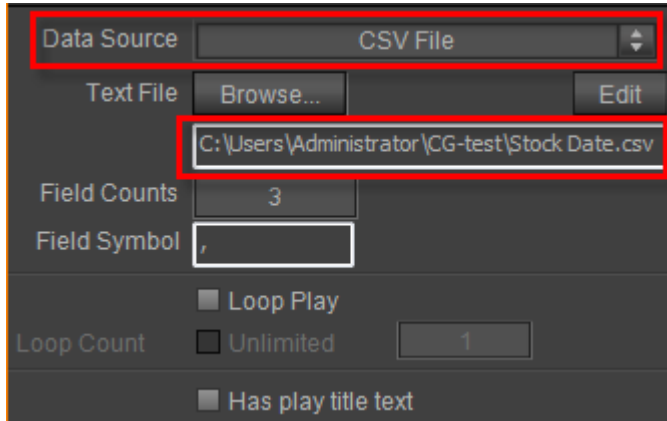 Data Source CSV File
Text File Browse... Edit
C:\Users\Administrator\CG-test\Stock Date.csv
Field Counts 3
Field Symbol ,
Loop Play
Loop Count Unlimited 1
Has play title text